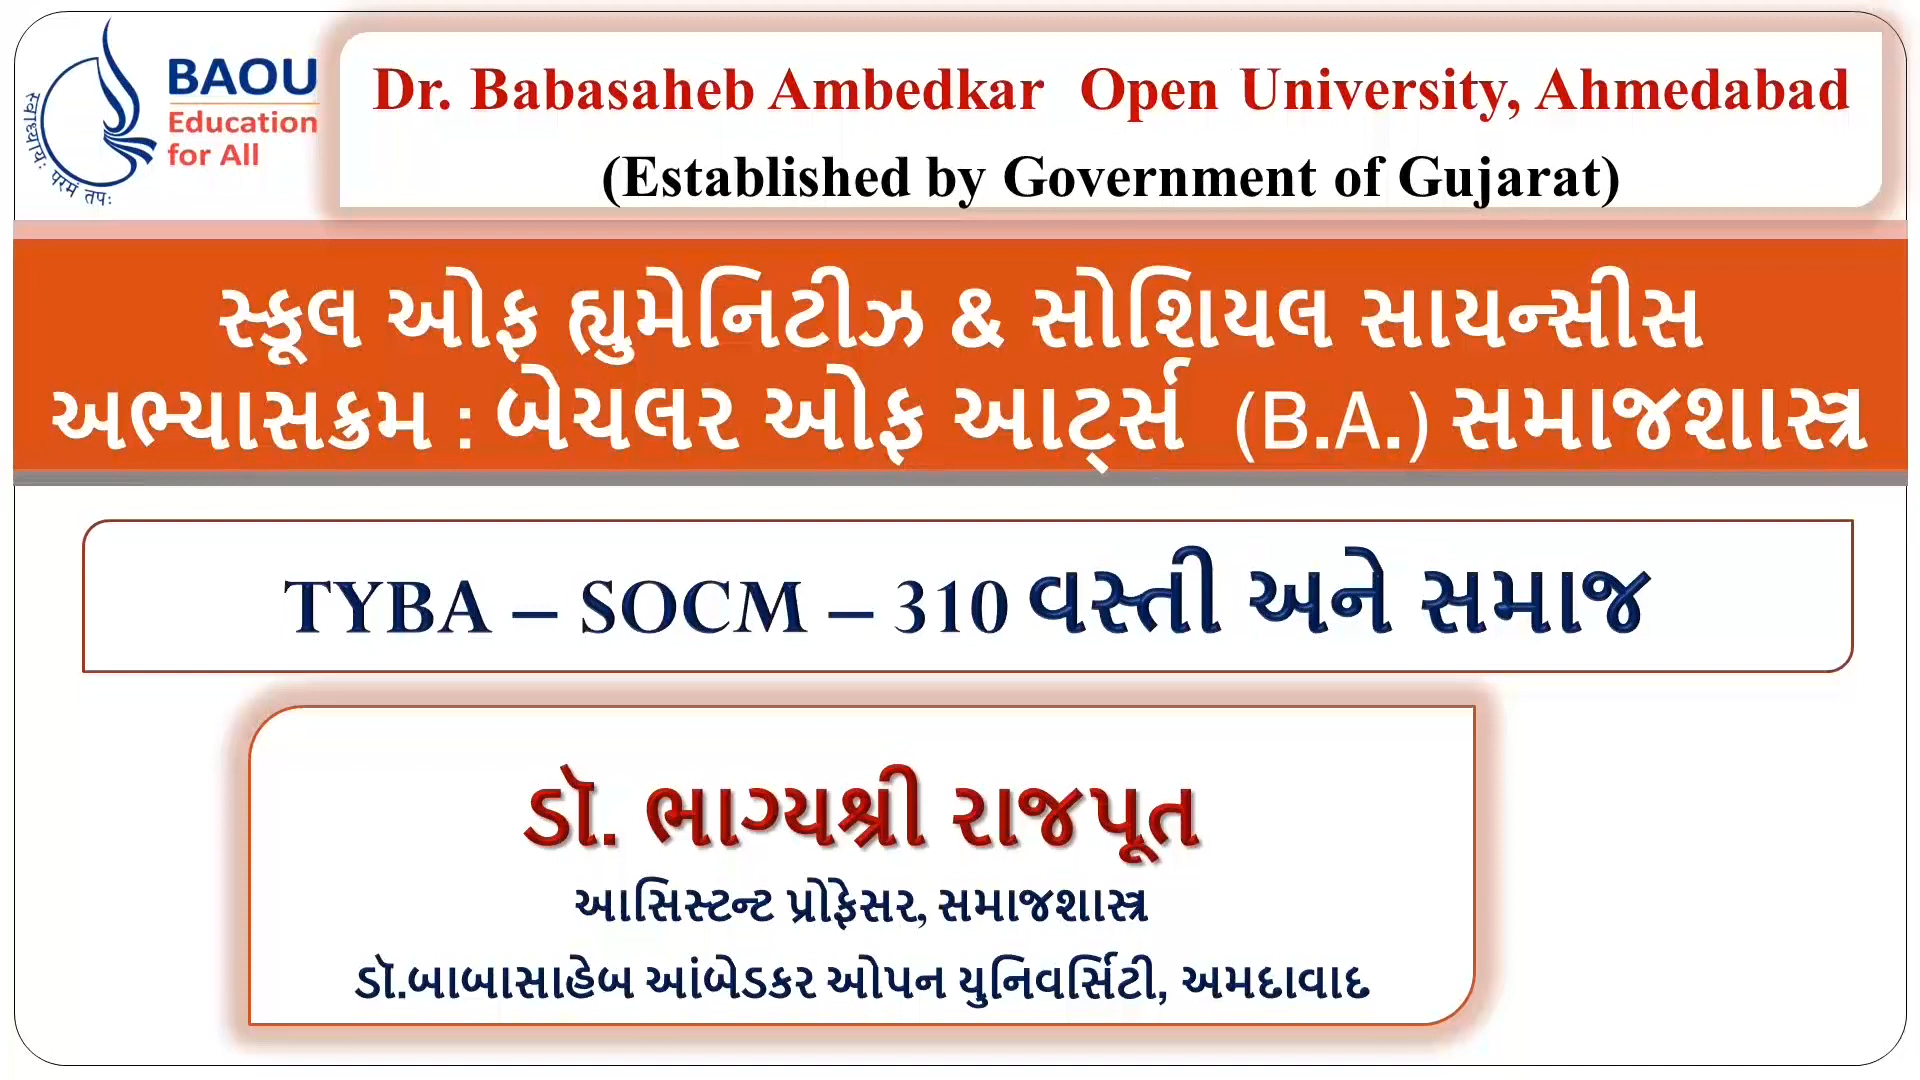 स्वाध्यायः परमं तपः
BAOU
Education
for All
Dr. Babasaheb Ambedkar Open University, Ahmedabad
(Established by Government of Gujarat)
સ્કૂલ ઓફ હ્યુમેનિટીઝ & સોશિયલ સાયન્સીસ
અભ્યાસક્રમ : બેચલર ઓફ આર્ટ્સ (B.A.) સમાજશાસ્ત્ર
TYBA – SOCM – 310 વસ્તી અને સમાજ
ડૉ. ભાગ્યશ્રી રાજપૂત
આસિસ્ટન્ટ પ્રોફેસર, સમાજશાસ્ત્ર
ડૉ.બાબાસાહેબ આંબેડકર ઓપન યુનિવર્સિટી, અમદાવાદ